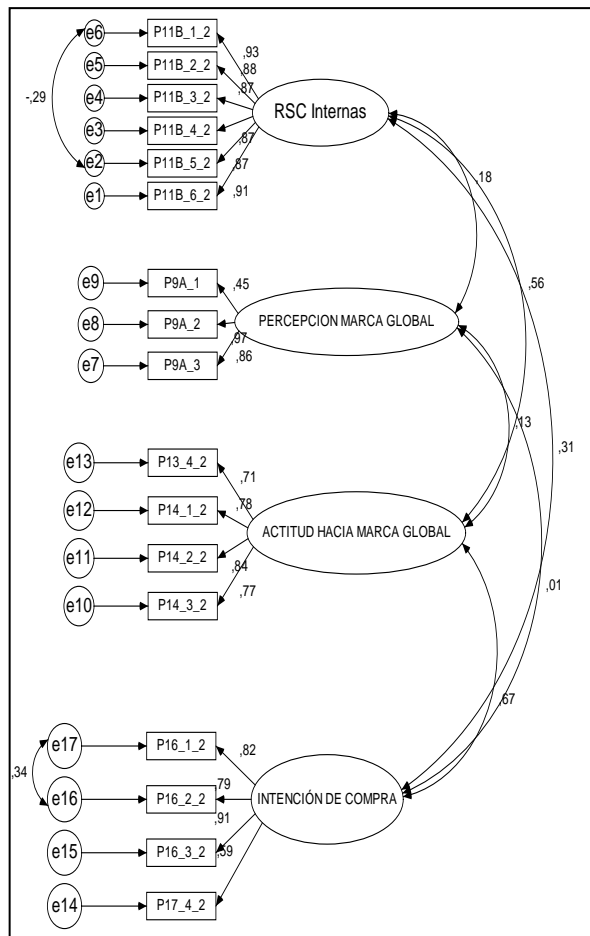 e6 P11B_1_2
,93
e5 P11B_2_2
,88
e4 P11B_3_2
,87
RSC Internas
-,29
e3 P11B_4_2
e2 P11B_5_2
,87
e1 P11B_6_2
,87
,91
,18
e9 P9A_1
,45
,56
e8 P9A_2
PERCEPCION MARCA GLOBAL
,97
e7 P9A_3
,86
,13
,31
e13 P13_4_2
,71
e12 P14_1_2
,78
ACTITUD HACIA MARCA GLOBAL
e11 P14_2_2
,84
e10 P14_3_2
,77
,01
,67
e17 P16_1_2
,82
,34
e16 P16_2_2
,79
INTENCIÓN DE COMPRA
,91
e15 P16_3_2
,59
e14 P17_4_2